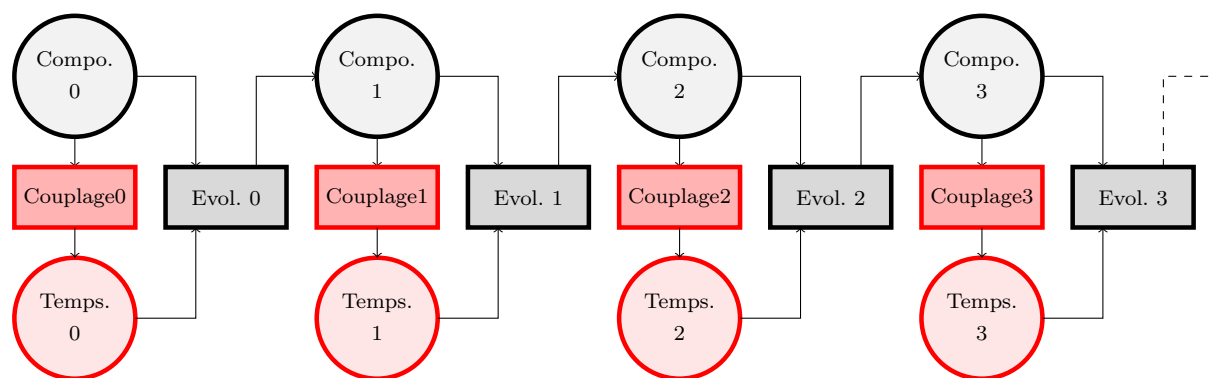 Compo.
0
Compo.
1
Compo.
2
Compo.
3
Couplage0
Evol. 0
Couplage1
Evol. 1
Couplage2
Evol. 2
Couplage3
Evol. 3
Temps.
0
Temps.
1
Temps.
2
Temps.
3